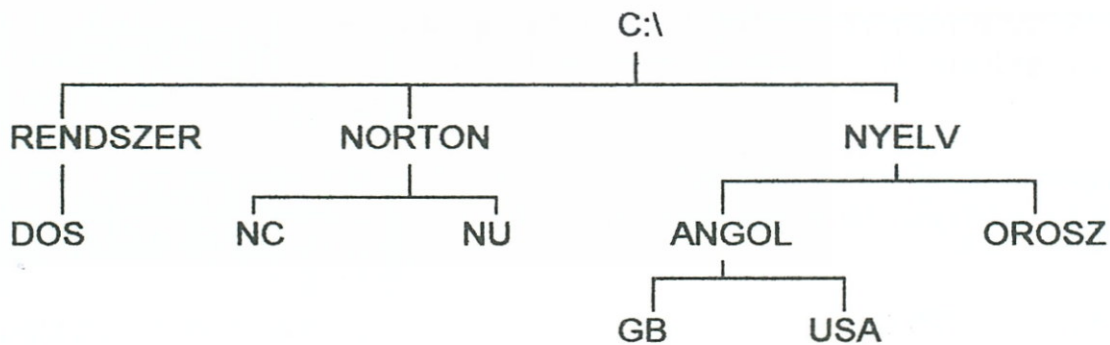 C:\
RENDSZER NORTON NYELV
DOS NC NU ANGOL OROSZ
GB USA